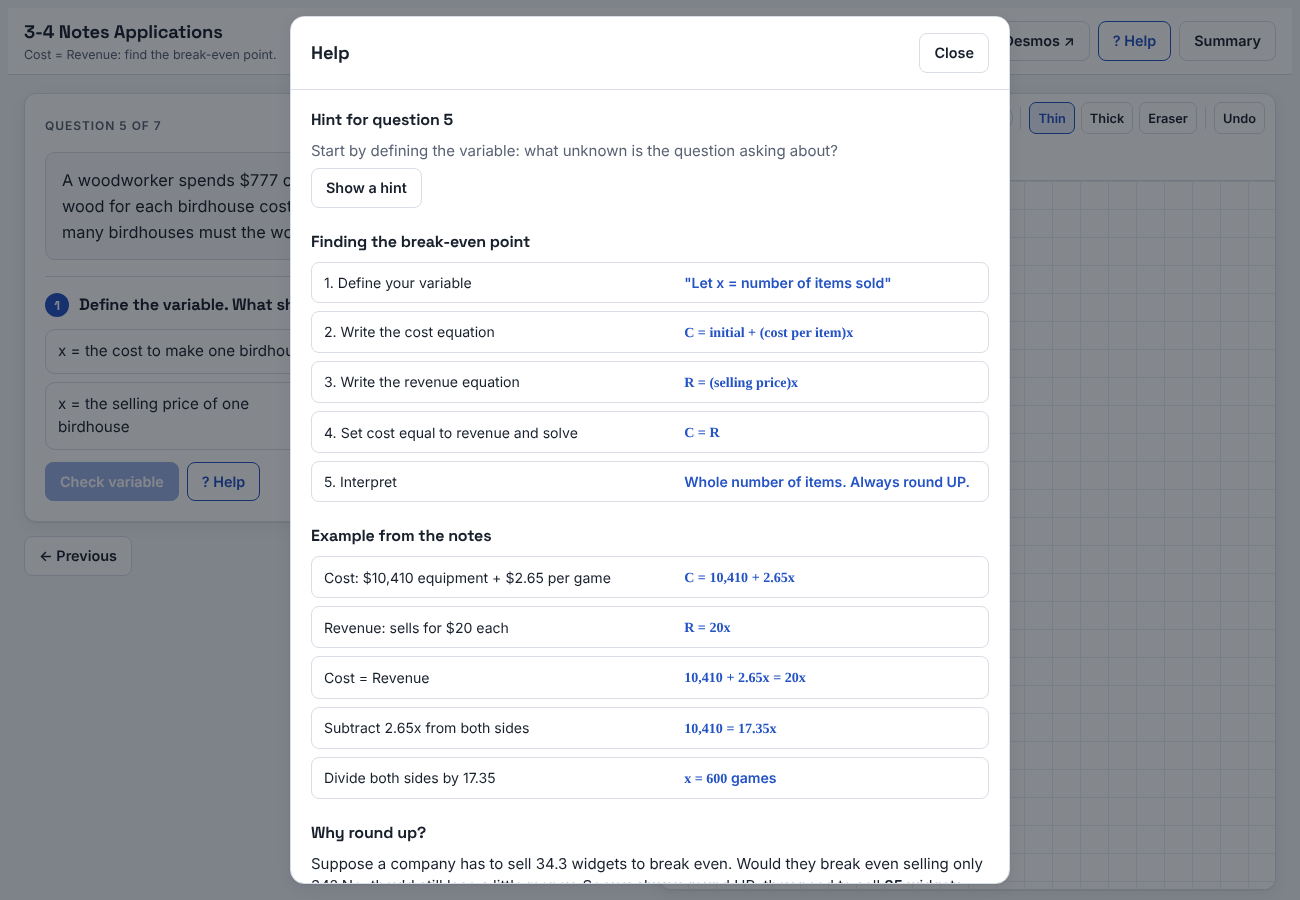 3-4 Notes Applications
Cost = Revenue: find the break-even point.
Desmos ↗
? Help
Summary
QUESTION 5 OF 7
A woodworker spends $777
wood for each birdhouse
many birdhouses must the
1 Define the variable. What
x = the cost to make one
x = the selling price of one
birdhouse
Check variable
? Help
← Previous
Thin
Thick
Eraser
Undo
Help
Close
Hint for question 5
Start by defining the variable: what unknown is the question asking about?
Show a hint
Finding the break-even point
1. Define your variable "Let x = number of items sold"
2. Write the cost equation C = initial + (cost per item)x
3. Write the revenue equation R = (selling price)x
4. Set cost equal to revenue and solve C = R
5. Interpret Whole number of items. Always round UP.
Example from the notes
Cost: $10,410 equipment + $2.65 per game C = 10,410 + 2.65x
Revenue: sells for $20 each R = 20x
Cost = Revenue 10,410 + 2.65x = 20x
Subtract 2.65x from both sides 10,410 = 17.35x
Divide both sides by 17.35 x = 600 games
Why round up?
Suppose a company has to sell 34.3 widgets to break even. Would they break even selling only